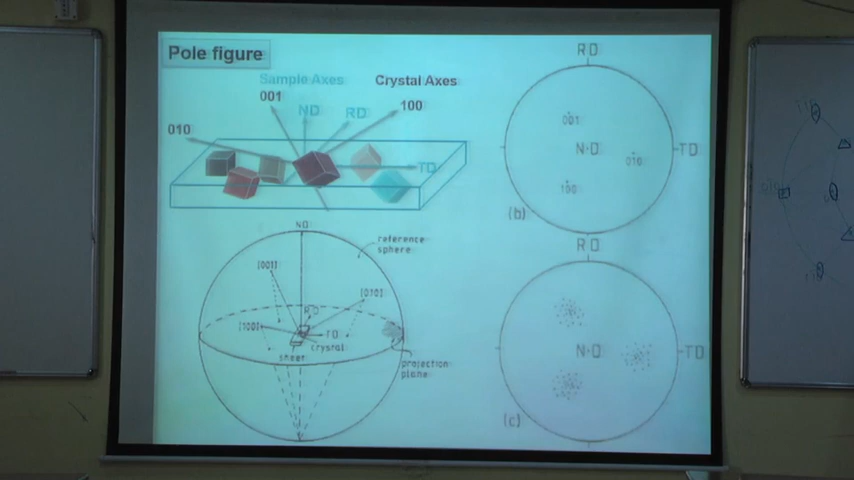 Pole figure
Sample Axes
Crystal Axes
001
ND
RD
100
010
TD
RD
001
N.D
TD
010
100
(b)
ND
reference
sphere
[001]
[010]
RD
[100]
TD
crystal
sheet
projection
plane
RD
N.D
TD
(c)